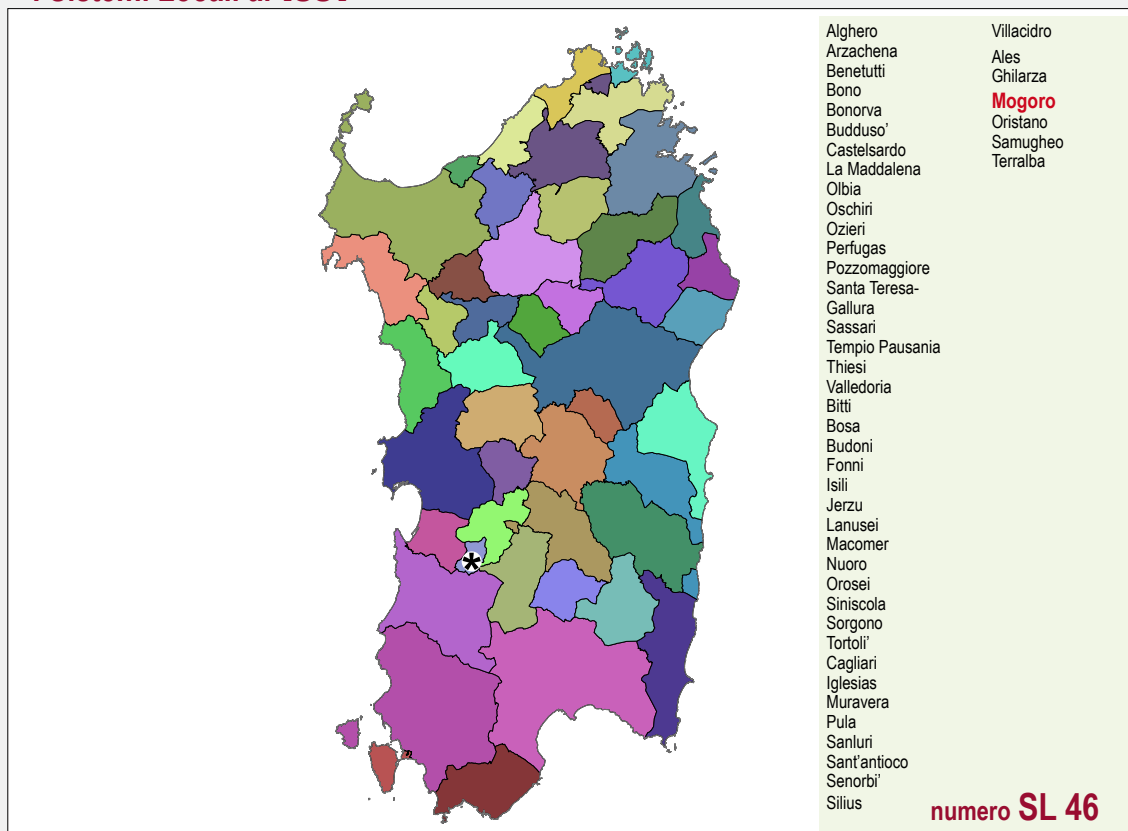 Alghero
Arzachena
Benetutti
Bono
Bonorva
Budduso'
Castelsardo
La Maddalena
Olbia
Oschiri
Ozieri
Perfugas
Pozzomaggiore
Santa Teresa-
Gallura
Sassari
Tempio Pausania
Thiesi
Valledoria
Bitti
Bosa
Budoni
Fonni
Isili
Jerzu
Lanusei
Macomer
Nuoro
Orosei
Siniscola
Sorgono
Tortoli'
Cagliari
Iglesias
Muravera
Pula
Sanluri
Sant'antioco
Senorbi'
Silius
Villacidro
Ales
Ghilarza
Mogoro
Oristano
Samugheo
Terralba
*
numero SL 46